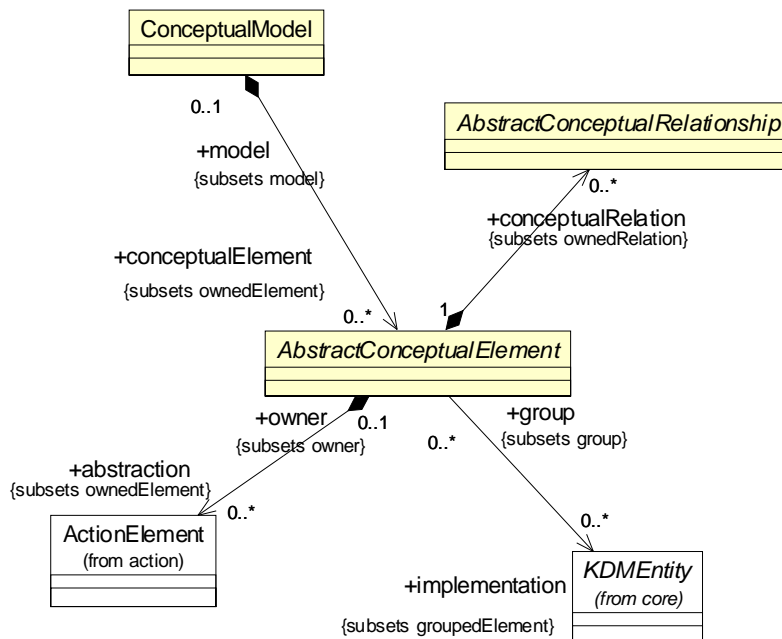 ConceptualModel
0..1
+model
{subsets model}
AbstractConceptualRelationship
0..*
+conceptualRelation
{subsets ownedRelation}
+conceptualElement
{subsets ownedElement}
0..*
1
AbstractConceptualElement
+owner
0..1
{subsets owner}
+group
0..*
{subsets group}
+abstraction
{subsets ownedElement}
0..*
0..*
ActionElement
(from action)
+implementation
{subsets groupedElement}
KDMEntity
(from core)